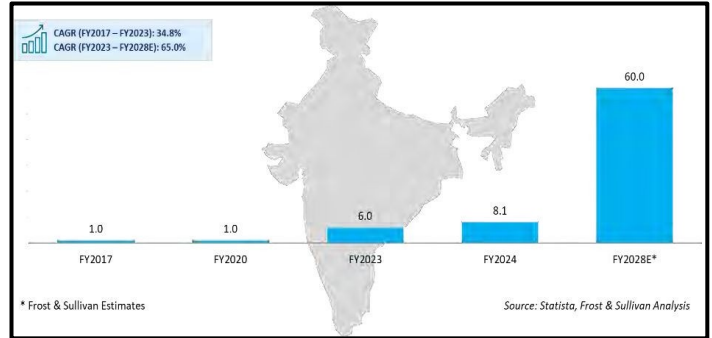 CAGR (FY2017 – FY2023): 34.8%
CAGR (FY2023 – FY2028E): 65.0%
1.0
1.0
6.0
8.1
60.0
FY2017
FY2020
FY2023
FY2024
FY2028E*
* Frost & Sullivan Estimates
Source: Statista, Frost & Sullivan Analysis